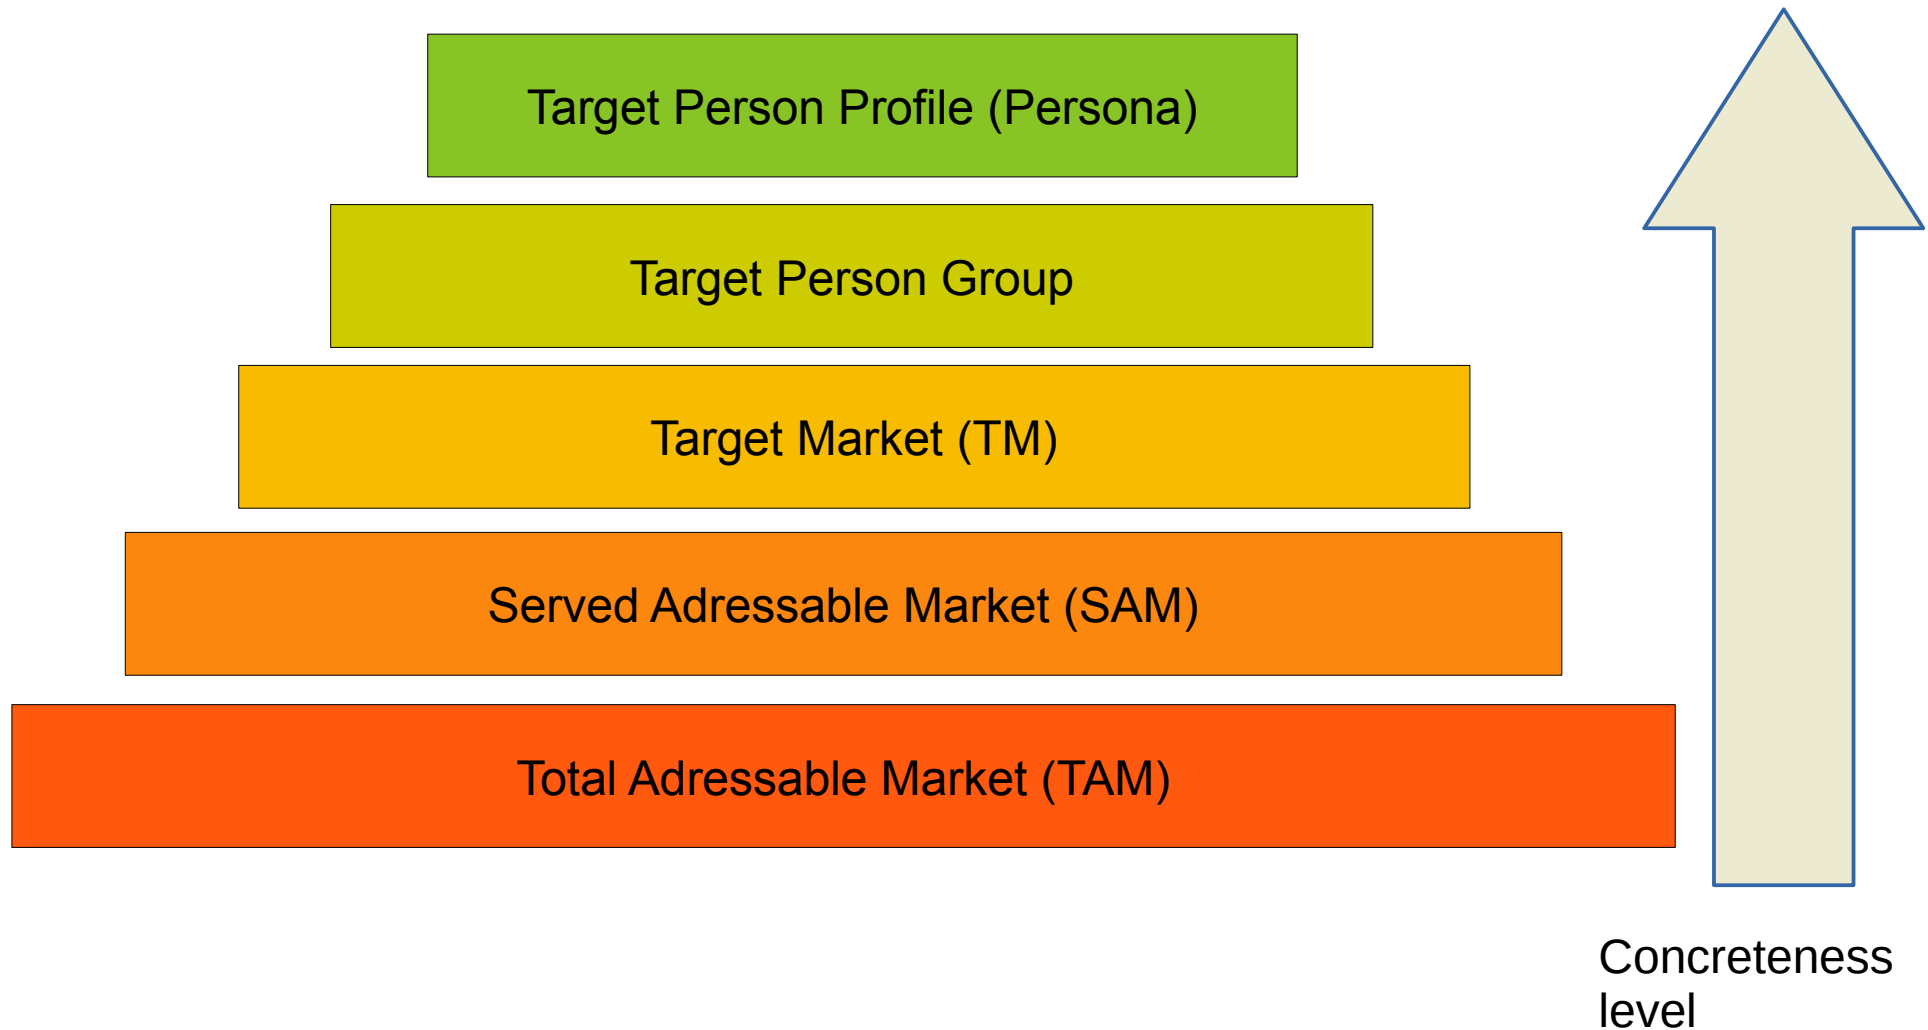 Target Person Profile (Persona)
Target Person Group
Target Market (TM)
Served Adressable Market (SAM)
Total Adressable Market (TAM)
Concreteness
level